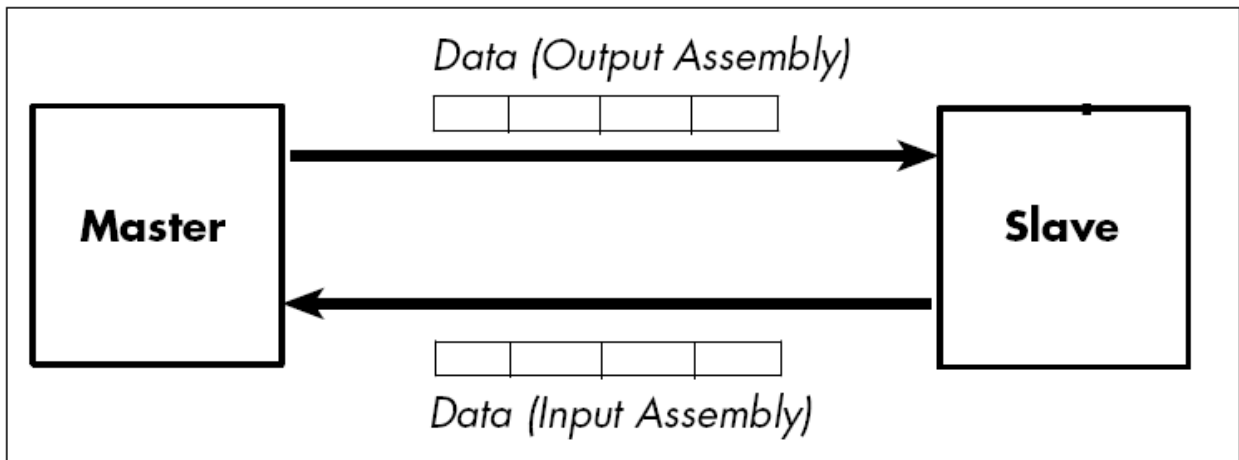 Data (Output Assembly)
Master
Slave
Data (Input Assembly)